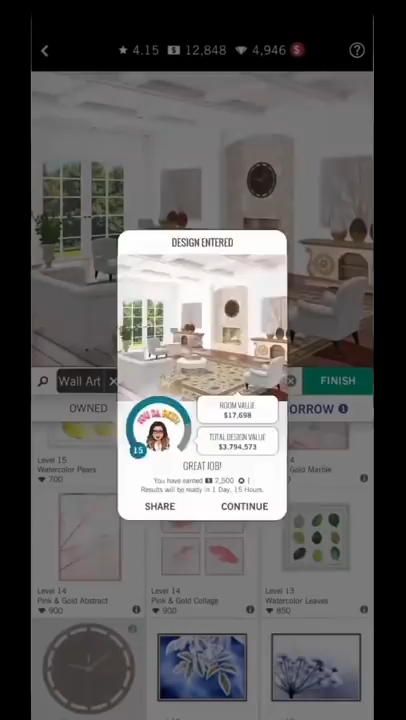 4.15 12,848 4,946 $ ?
DESIGN ENTERED
Wall Art
FINISH
OWNED
ORROW
ROOM VALUE
$17,698
TOTAL DESIGN VALUE
$3,794,573
15
GREAT JOB!
You have earned 2,500
Results will be ready in 1 Day, 15 Hours.
SHARE CONTINUE
Level 15
Watercolor Pears
700
4
Gold Marble
Level 14
Pink & Gold Abstract
900
Level 14
Pink & Gold Collage
900
Level 13
Watercolor Leaves
850